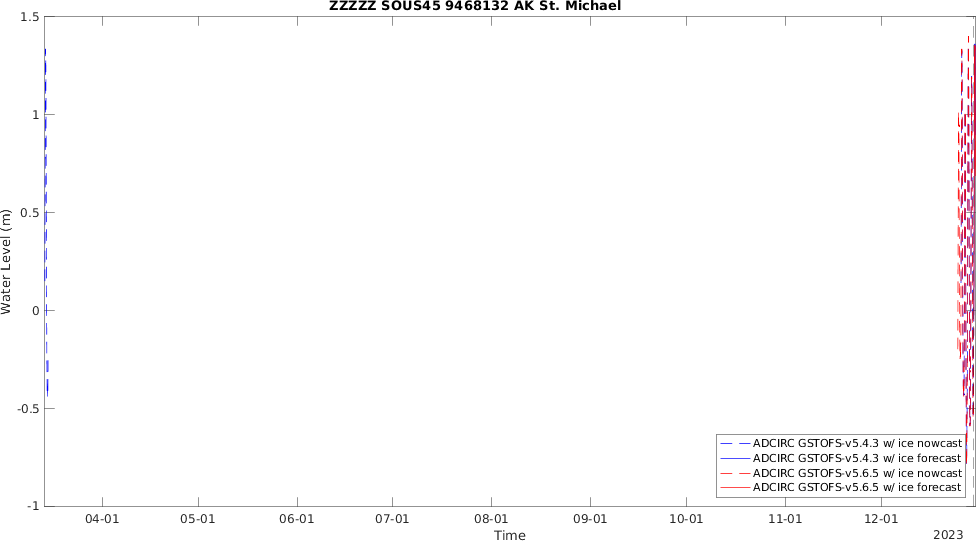 ZZZZZ SOUS45 9468132 AK St. Michael
1.5
1
0.5
0
-0.5
-1
Water Level (m)
04-01 05-01 06-01 07-01 08-01 09-01 10-01 11-01 12-01
Time
2023
ADCIRC GSTOFS-v5.4.3 w/ ice nowcast
ADCIRC GSTOFS-v5.4.3 w/ ice forecast
ADCIRC GSTOFS-v5.6.5 w/ ice nowcast
ADCIRC GSTOFS-v5.6.5 w/ ice forecast